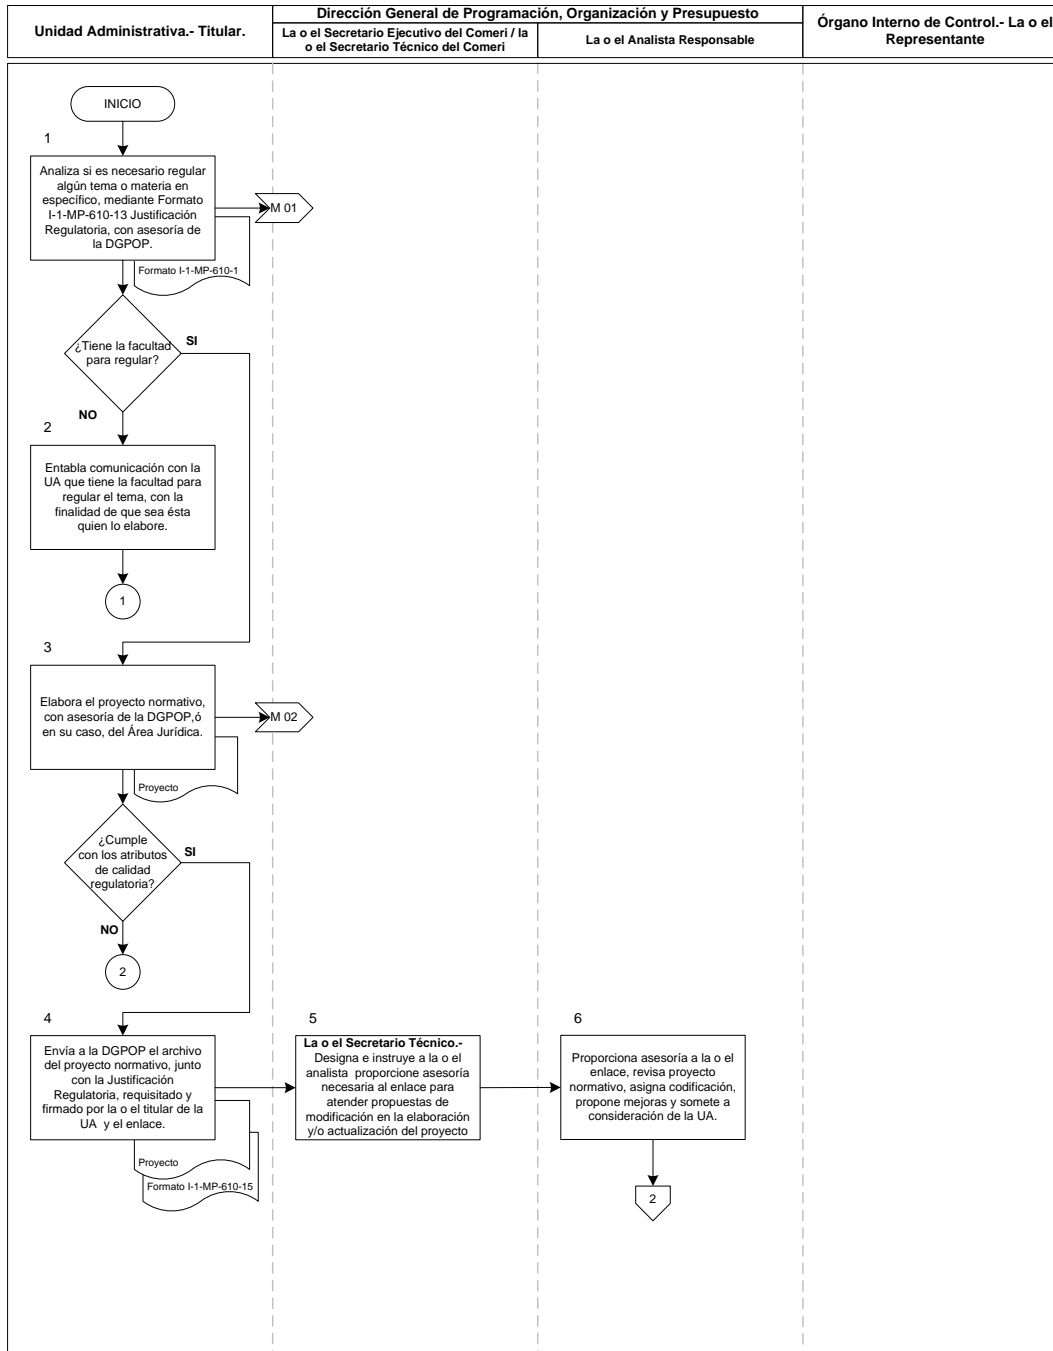 Unidad Administrativa.- Titular.
Dirección General de Programación, Organización y Presupuesto
La o el Secretario Ejecutivo del Comeri / la
o el Secretario Técnico del Comeri
La o el Analista Responsable
Órgano Interno de Control.- La o el
Representante
INICIO
1
Analiza si es necesario regular
algún tema o materia en
específico, mediante Formato
I-1-MP-610-13 Justificación
Regulatoria, con asesoría de
la DGPOP.
M 01
Formato I-1-MP-610-1
¿Tiene la facultad
para regular?
SI
NO
2
Entabla comunicación con la
UA que tiene la facultad para
regular el tema, con la
finalidad de que sea ésta
quien lo elabore.
1
3
Elabora el proyecto normativo,
con asesoría de la DGPOP,ó
en su caso, del Área Jurídica.
M 02
Proyecto
¿Cumple
con los atributos
de calidad
regulatoria?
SI
NO
2
4
Envía a la DGPOP el archivo
del proyecto normativo, junto
con la Justificación
Regulatoria, requisitado y
firmado por la o el titular de la
UA y el enlace.
Proyecto
Formato I-1-MP-610-15
5
La o el Secretario Técnico.-
Designa e instruye a la o el
analista proporcione asesoría
necesaria al enlace para
atender propuestas de
modificación en la elaboración
y/o actualización del proyecto
6
Proporciona asesoría a la o el
enlace, revisa proyecto
normativo, asigna codificación,
propone mejoras y somete a
consideración de la UA.
2